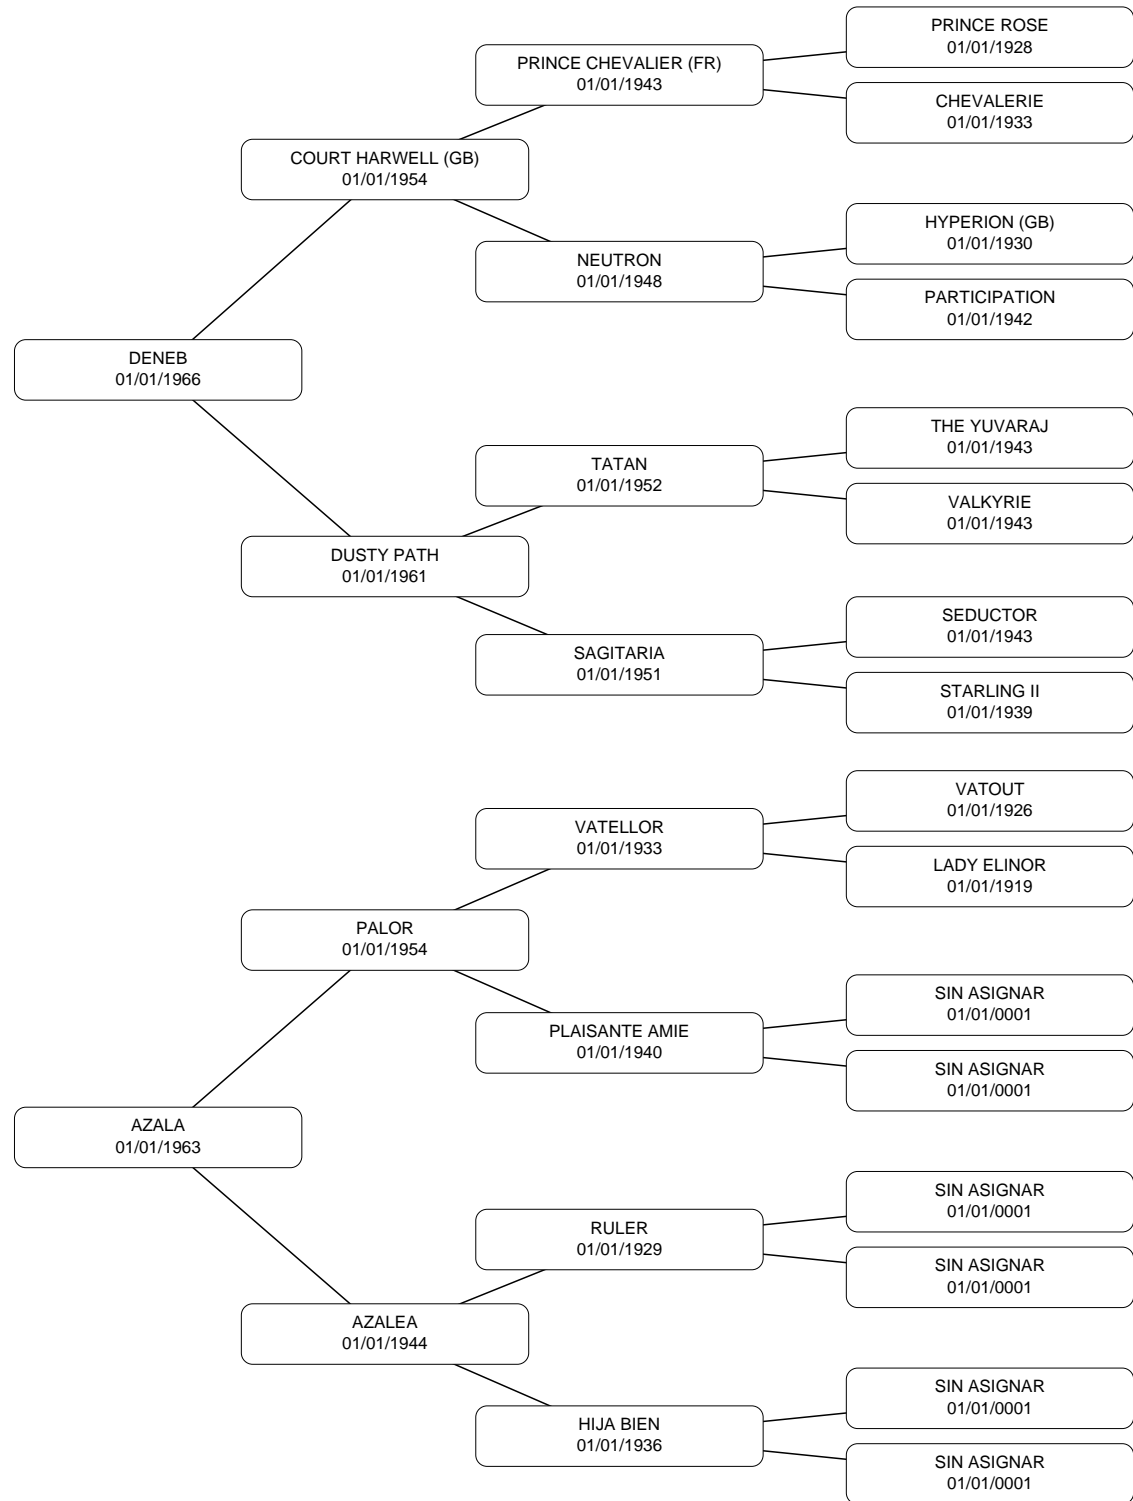 PRINCE ROSE
01/01/1928
PRINCE CHEVALIER (FR)
01/01/1943
CHEVALERIE
01/01/1933
COURT HARWELL (GB)
01/01/1954
HYPERION (GB)
01/01/1930
NEUTRON
01/01/1948
PARTICIPATION
01/01/1942
DENEB
01/01/1966
THE YUVARAJ
01/01/1943
TATAN
01/01/1952
VALKYRIE
01/01/1943
DUSTY PATH
01/01/1961
SEDUCTOR
01/01/1943
SAGITARIA
01/01/1951
STARLING II
01/01/1939
VATOUT
01/01/1926
VATELLOR
01/01/1933
LADY ELINOR
01/01/1919
PALOR
01/01/1954
SIN ASIGNAR
01/01/0001
PLAISANTE AMIE
01/01/1940
SIN ASIGNAR
01/01/0001
AZALA
01/01/1963
SIN ASIGNAR
01/01/0001
RULER
01/01/1929
SIN ASIGNAR
01/01/0001
AZALEA
01/01/1944
SIN ASIGNAR
01/01/0001
HIJA BIEN
01/01/1936
SIN ASIGNAR
01/01/0001